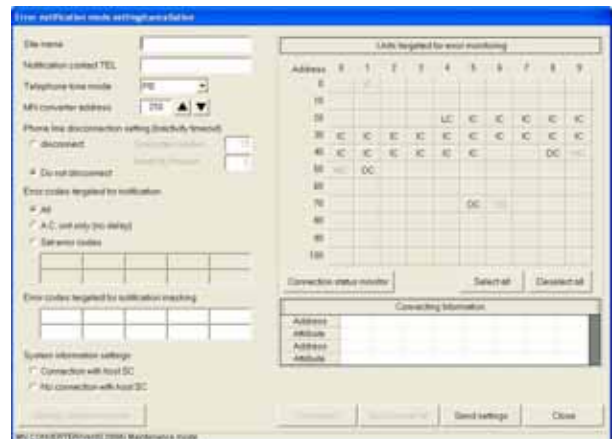 Error notification mode setting/cancellation
Site name
Notification contact TEL
Telephone tone mode PB
MN converter address 250
Phone line disconnection setting (Inactivity timeout)
disconnect
Do not disconnect
Error codes targeted for notification
All
A.C. unit only (no delay)
Set error codes
Error codes targeted for notification masking
System information settings
Connection with host SC
No connection with host SC
Units targeted for error monitoring
Address 0 1 2 3 4 5 6 7 8 9
0
10
20 LC IC IC IC IC IC
30 IC IC IC IC IC IC IC IC IC IC
40 IC IC IC IC IC IC DC
50 OC
60
70 OC
80
90
100
Connection status monitor Select all Deselect all
Connecting Information
Address
Attribute
Address
Attribute
Send settings Close
Maintenance mode